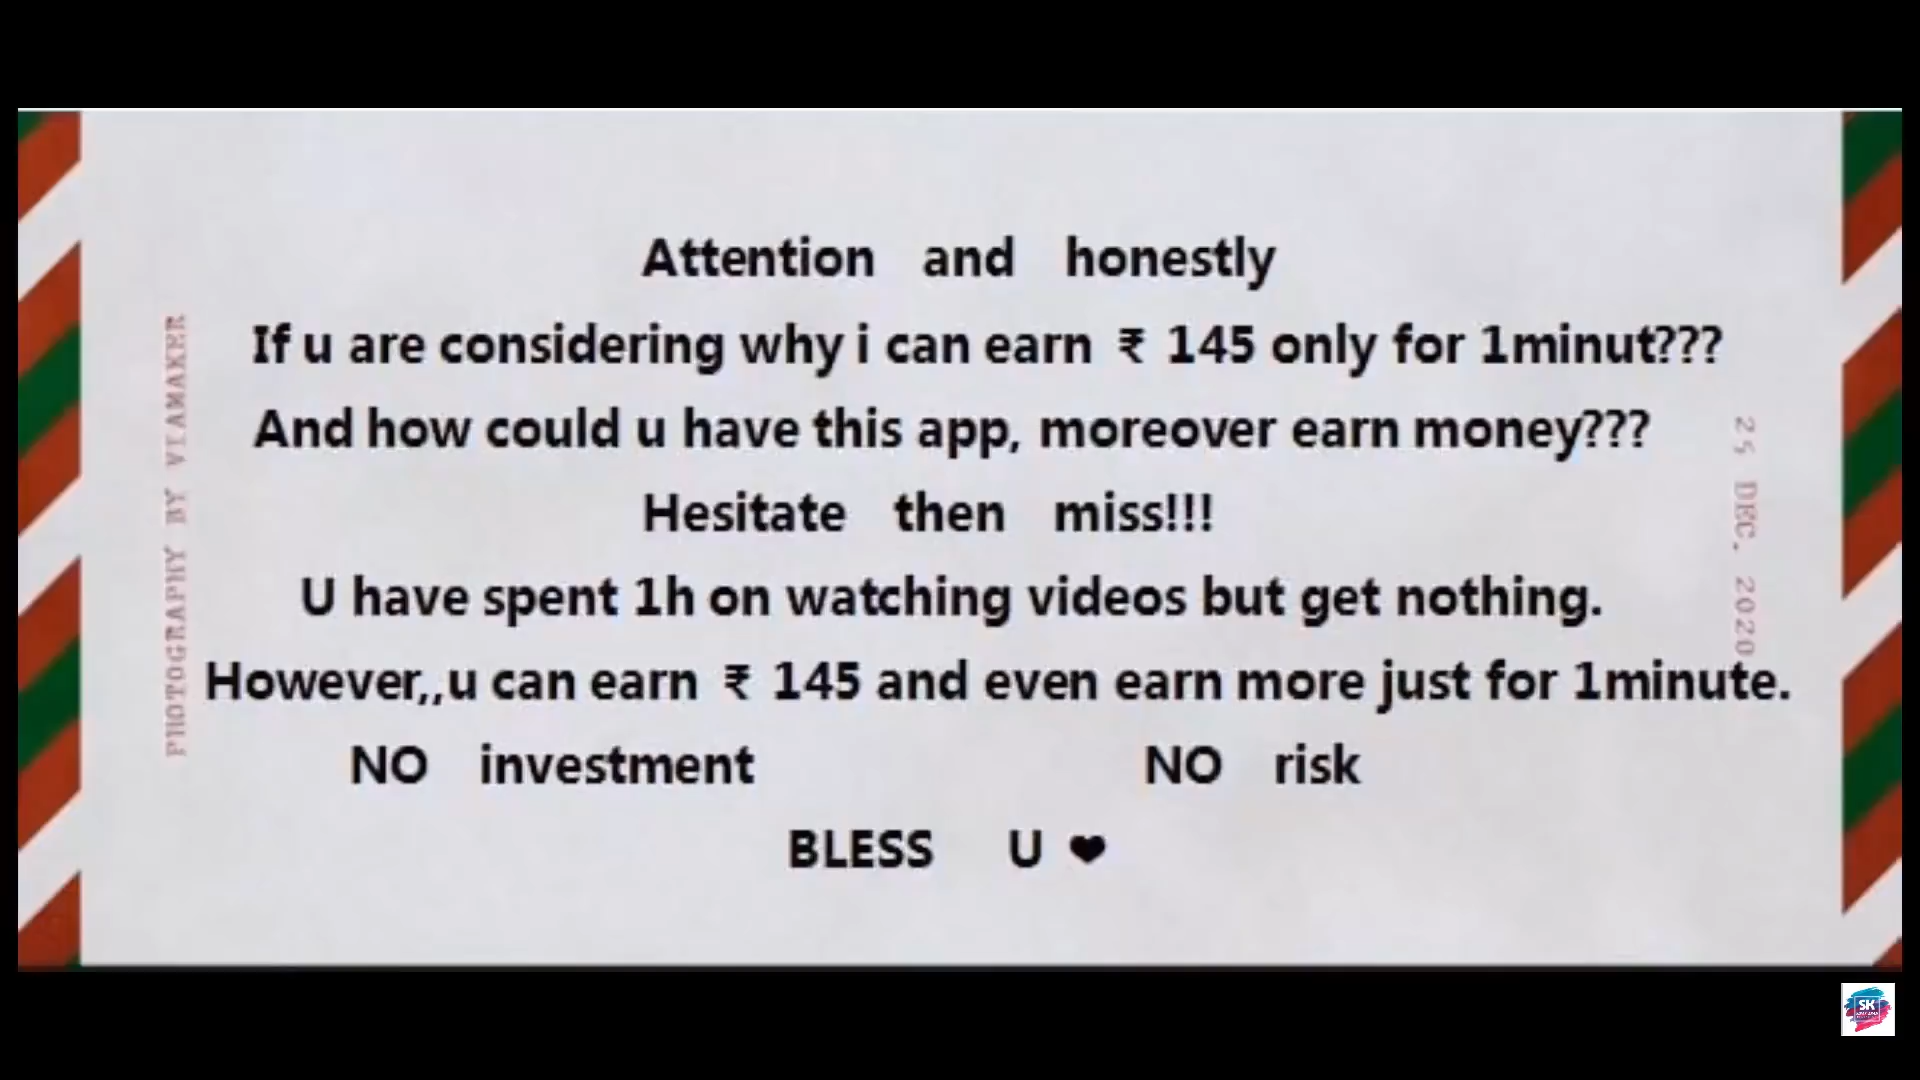 Attention and honestly
If u are considering why i can earn ₹ 145 only for 1minut???
And how could u have this app, moreover earn money???
Hesitate then miss!!!
U have spent 1h on watching videos but get nothing.
However,,u can earn ₹ 145 and even earn more just for 1minute.
NO investment NO risk
BLESS U ❤
PHOTOGRAPHY BY VIAMAKER
25 DEC. 2020
SK